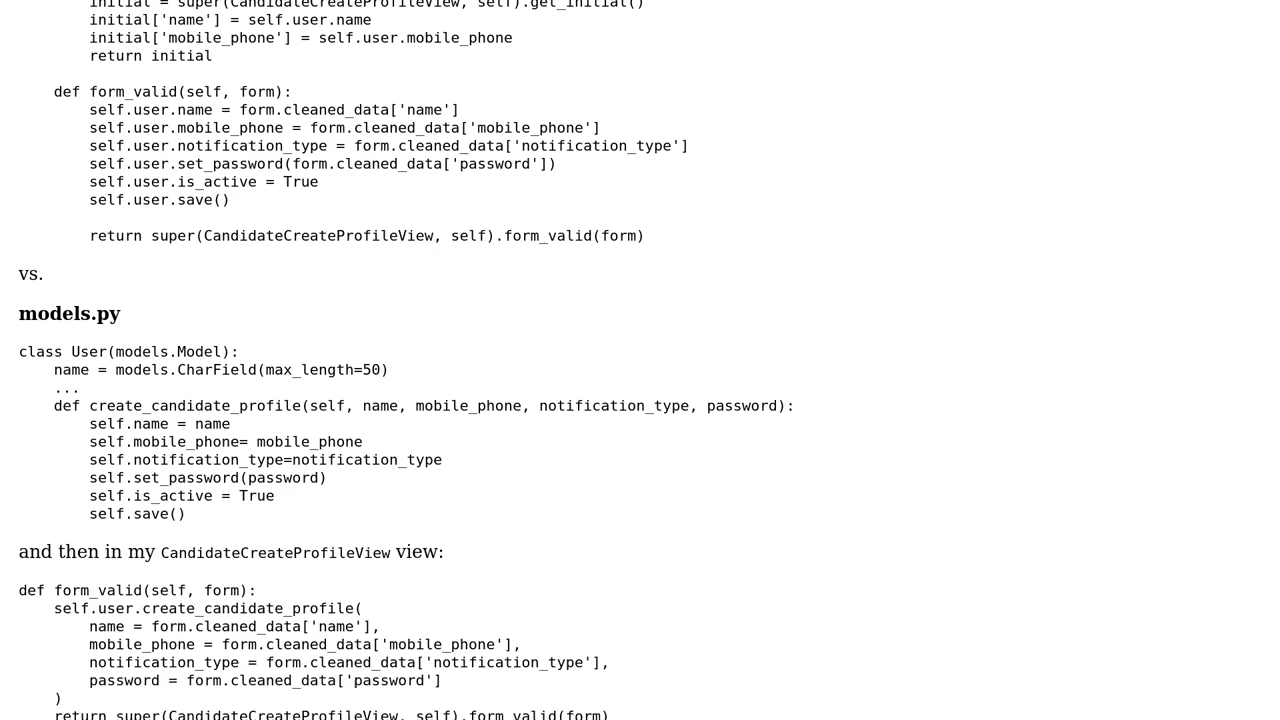 initial = super(CandidateCreateProfileView, self).get_initial()
        initial['name'] = self.user.name
        initial['mobile_phone'] = self.user.mobile_phone
        return initial

    def form_valid(self, form):
        self.user.name = form.cleaned_data['name']
        self.user.mobile_phone = form.cleaned_data['mobile_phone']
        self.user.notification_type = form.cleaned_data['notification_type']
        self.user.set_password(form.cleaned_data['password'])
        self.user.is_active = True
        self.user.save()

        return super(CandidateCreateProfileView, self).form_valid(form)

vs.

models.py

class User(models.Model):
    name = models.CharField(max_length=50)
    ...
    def create_candidate_profile(self, name, mobile_phone, notification_type, password):
        self.name = name
        self.mobile_phone= mobile_phone
        self.notification_type=notification_type
        self.set_password(password)
        self.is_active = True
        self.save()

and then in my CandidateCreateProfileView view:

def form_valid(self, form):
    self.user.create_candidate_profile(
        name = form.cleaned_data['name'],
        mobile_phone = form.cleaned_data['mobile_phone'],
        notification_type = form.cleaned_data['notification_type'],
        password = form.cleaned_data['password']
    )
    return super(CandidateCreateProfileView, self).form_valid(form)